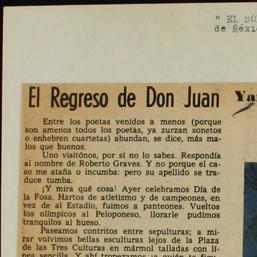 " EL SO
de Méxi
El Regreso de Don Juan
Ya
Entre los poetas venidos a menos (porque
son amenos todos los poetas, ya zurzan sonetos
o enhebren cuartetas) abundan, se dice, más ma-
los que buenos.
Uno visitónos, por si no lo sabes. Respondía
al nombre de Roberto Graves. Y no porque el ca-
so me ataña o incumba: pero su apellido se tra-
duce tumba.
¡Y mira qué cosa! Ayer celebramos Día de
la Fosa. Hartos de atletismo y de campeones, en
vez de al Estadio, fuimos a panteones. Vueltos
los olímpicos al Peloponeso, llorarle pudimos
tranquilos al hueso.
Paseamos contritos entre sepulturas; a mi-
rar volvimos bellas esculturas lejos de la Plaza
de las Tres Culturas en mármol talladas con li-